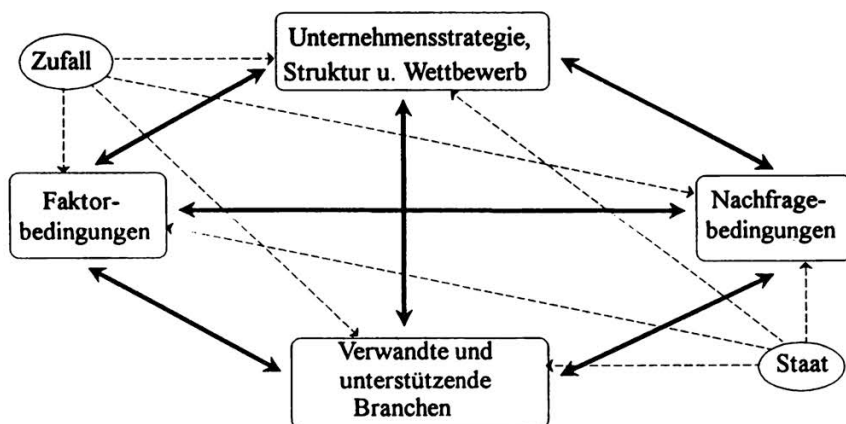 Zufall
Unternehmensstrategie,
Struktur u. Wettbewerb
Faktor-
bedingungen
Nachfrage-
bedingungen
Verwandte und
unterstützende
Branchen
Staat